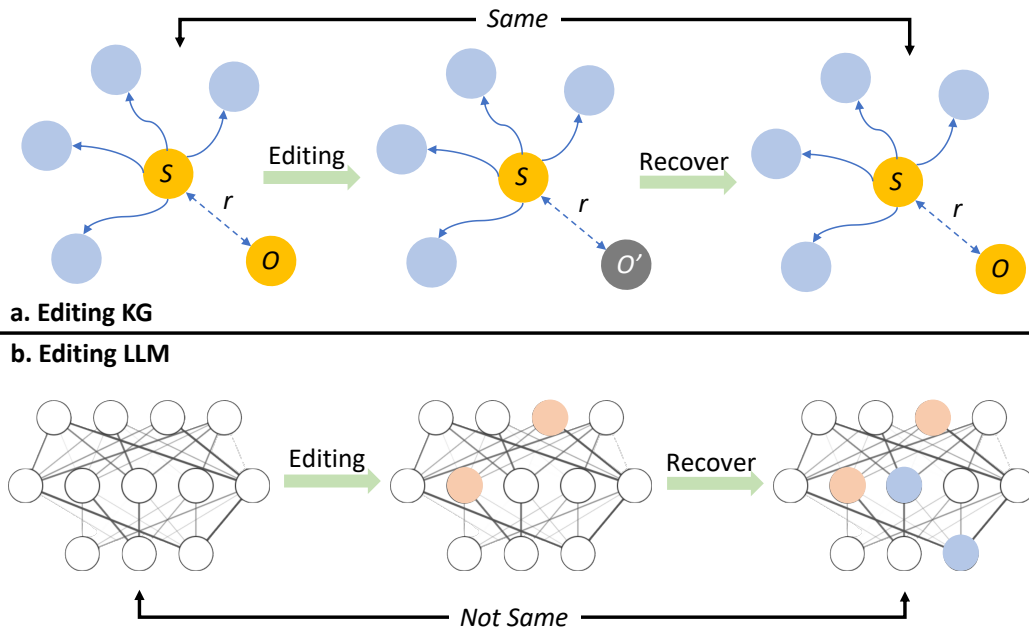 Same
S
r
O
Editing
S
r
O’
Recover
S
r
O
a. Editing KG
b. Editing LLM
Editing
Recover
Not Same